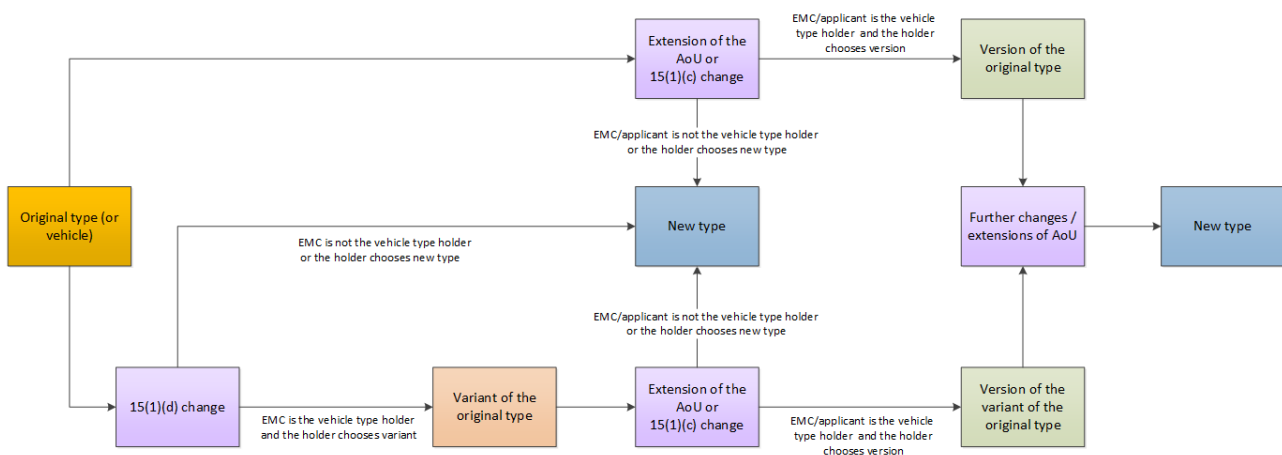 EMC/applicant is the vehicle
type holder and the holder
chooses version
Extension of the
AoU or
15(1)(c) change
Version of the
original type
EMC/applicant is not the vehicle type holder
or the holder chooses new type
Original type (or
vehicle)
EMC is not the vehicle type holder
or the holder chooses new type
New type
Further changes /
extensions of AoU
New type
EMC/applicant is not the vehicle type holder
or the holder chooses new type
15(1)(d) change
EMC is the vehicle type holder
and the holder chooses variant
Variant of the
original type
Extension of the
AoU or
15(1)(c) change
EMC/applicant is the vehicle
type holder and the holder
chooses version
Version of the
variant of the
original type